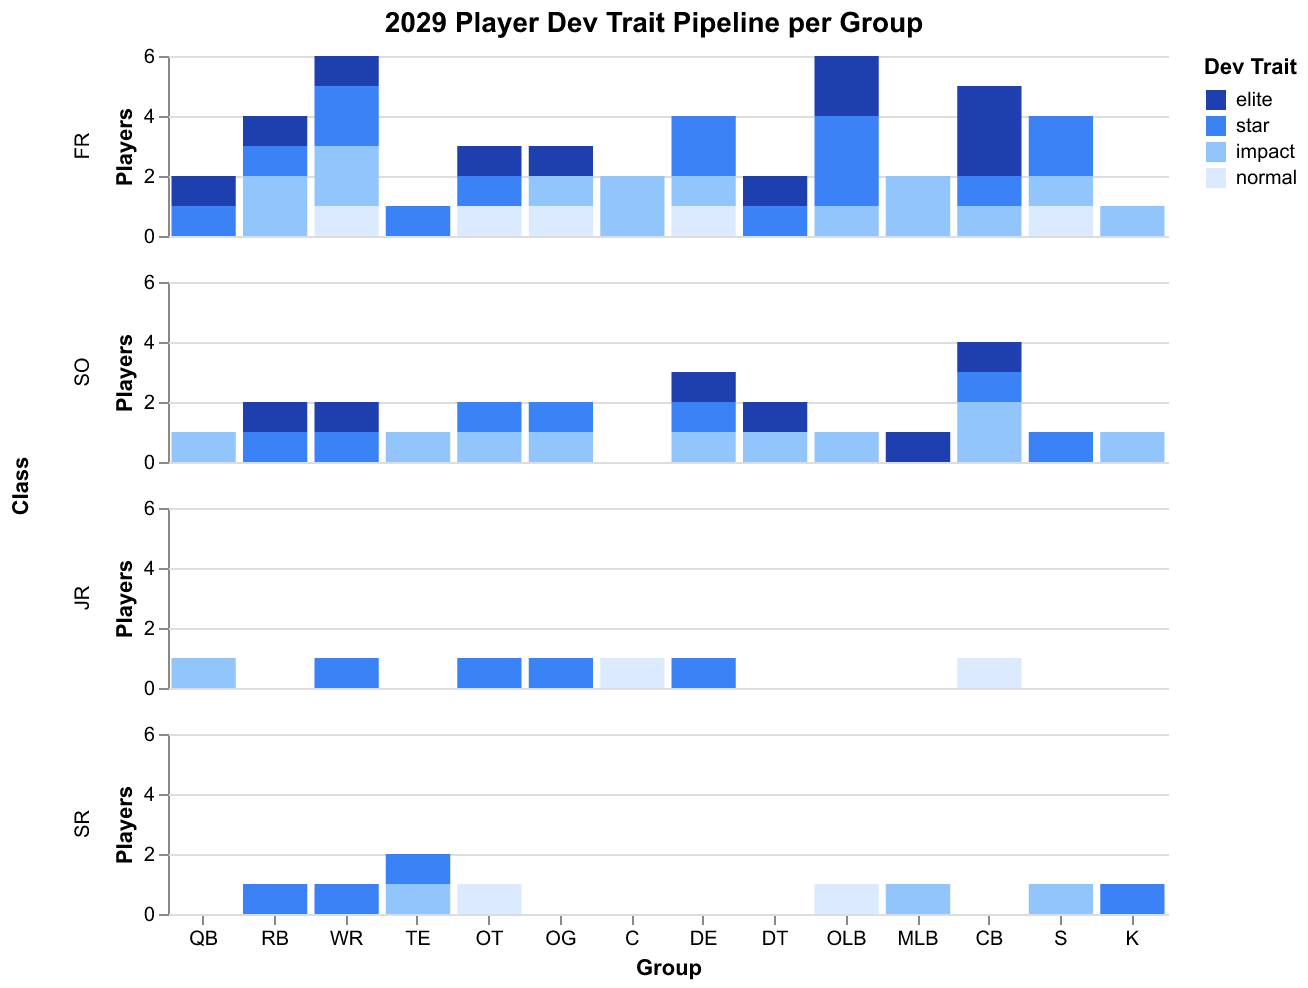 2029 Player Dev Trait Pipeline per Group
Dev Trait
elite
star
impact
normal
Class
FR
Players
6
4
2
0
SO
Players
6
4
2
0
JR
Players
6
4
2
0
SR
Players
6
4
2
0
QB RB WR TE OT OG C DE DT OLB MLB CB S K
Group